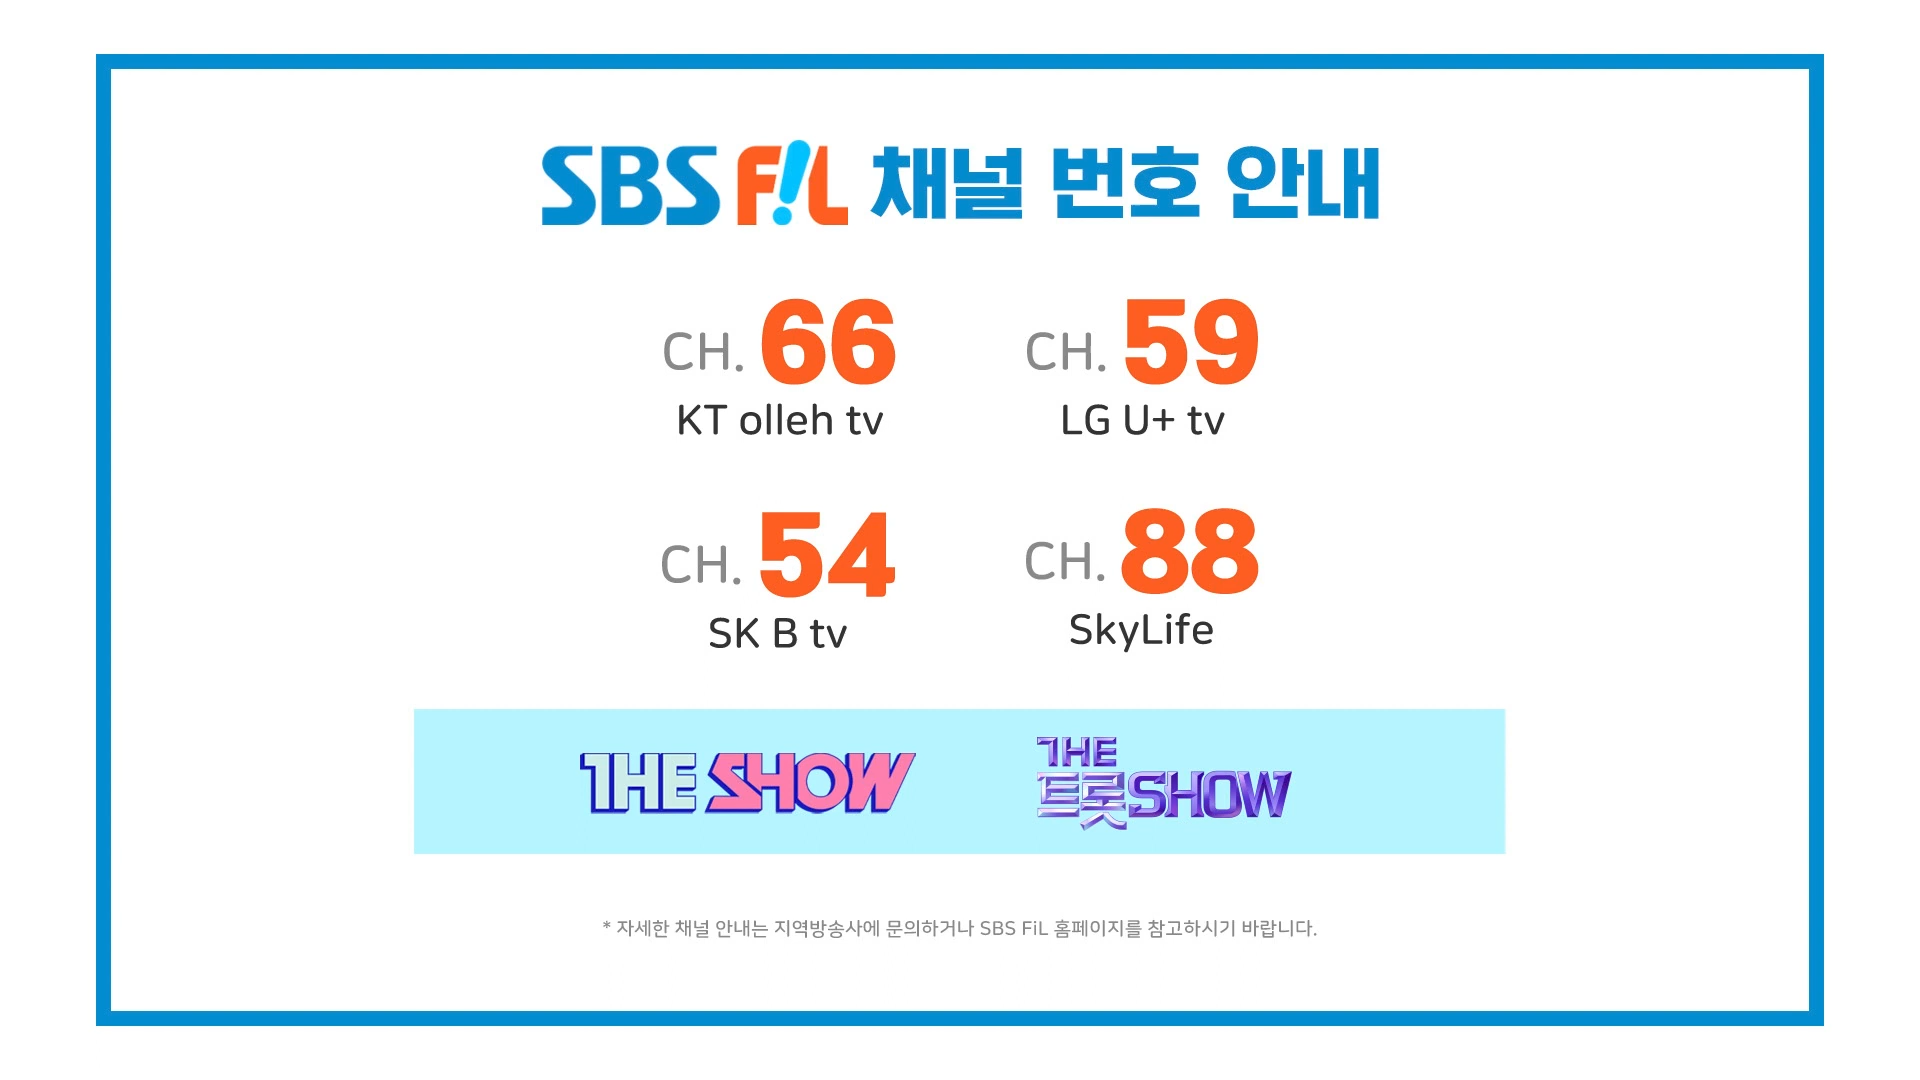 SBS F!L 채널 번호 안내
CH. 66
KT olleh tv
CH. 59
LG U+ tv
CH. 54
SK B tv
CH. 88
SkyLife
THE SHOW
THE
트롯SHOW
* 자세한 채널 안내는 지역방송사에 문의하거나 SBS FiL 홈페이지를 참고하시기 바랍니다.